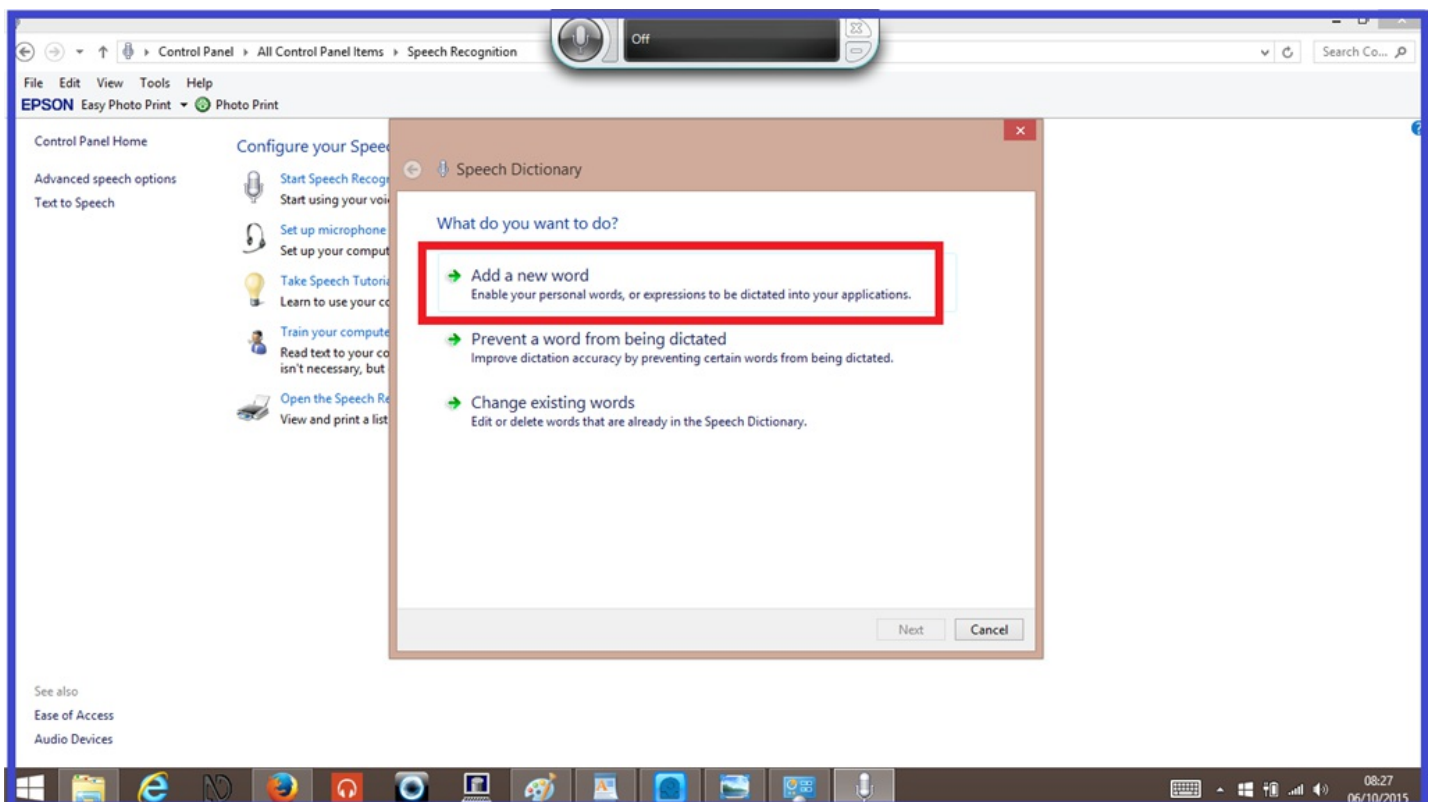 Off
Control Panel All Control Panel Items Speech Recognition
Search Co...
File Edit View Tools Help
EPSON Easy Photo Print Photo Print
Control Panel Home
Advanced speech options
Text to Speech
Configure your Speec
Start Speech Recogn
Start using your voi
Set up microphone
Set up your comput
Take Speech Tutoria
Learn to use your co
Train your compute
Read text to your co
isn't necessary, but
Open the Speech Re
View and print a list
Speech Dictionary
What do you want to do?
Add a new word
Enable your personal words, or expressions to be dictated into your applications.
Prevent a word from being dictated
Improve dictation accuracy by preventing certain words from being dictated.
Change existing words
Edit or delete words that are already in the Speech Dictionary.
Next Cancel
See also
Ease of Access
Audio Devices
08:27
06/10/2015